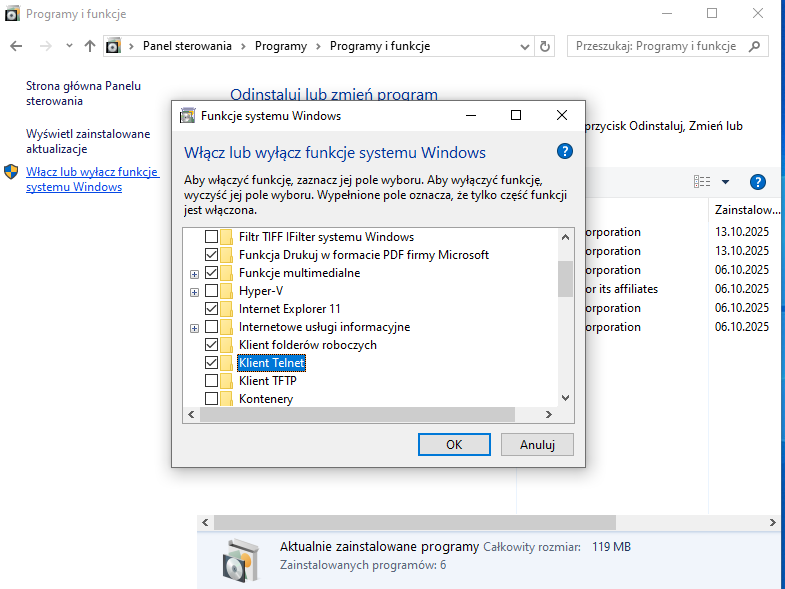 Programy i funkcje
Panel sterowania > Programy > Programy i funkcje
Przeszukaj: Programy i funkcje
Strona główna Panelu
sterowania
Wyświetl zainstalowane
aktualizacje
Włącz lub wyłącz funkcje
systemu Windows
Odinstaluj lub zmień program
przycisk Odinstaluj, Zmień lub
Zainstalow...
orporation 13.10.2025
orporation 13.10.2025
orporation 06.10.2025
or its affiliates 06.10.2025
orporation 06.10.2025
orporation 06.10.2025
Funkcje systemu Windows
Włącz lub wyłącz funkcje systemu Windows
Aby włączyć funkcję, zaznacz jej pole wyboru. Aby wyłączyć funkcję,
wyczyść jej pole wyboru. Wypełnione pole oznacza, że tylko część funkcji
jest włączona.
Filtr TIFF IFilter systemu Windows
Funkcja Drukuj w formacie PDF firmy Microsoft
Funkcje multimedialne
Hyper-V
Internet Explorer 11
Internetowe usługi informacyjne
Klient folderów roboczych
Klient Telnet
Klient TFTP
Kontenery
OK
Anuluj
Aktualnie zainstalowane programy Całkowity rozmiar: 119 MB
Zainstalowanych programów: 6